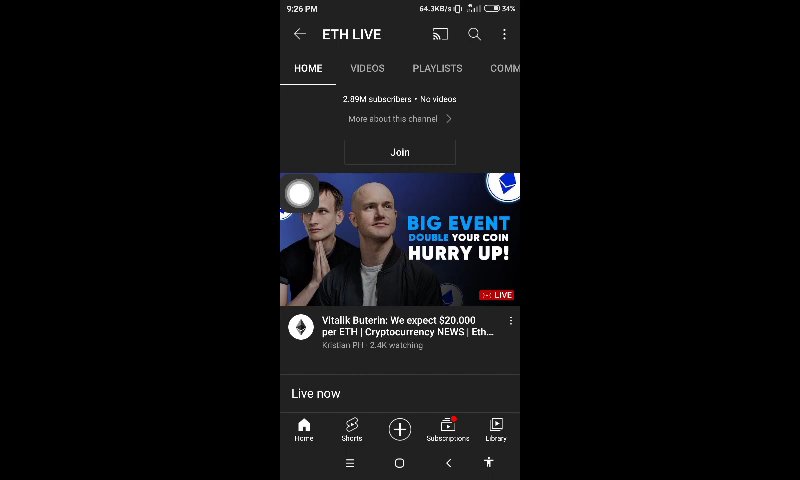 9:26 PM 64.3KB/s 34%
ETH LIVE
HOME VIDEOS PLAYLISTS COMM
2.89M subscribers • No videos
More about this channel
Join
BIG EVENT
DOUBLE YOUR COIN
HURRY UP!
LIVE
Vitalik Buterin: We expect $20.000
per ETH | Cryptocurrency NEWS | Eth...
Kristian PH · 2.4K watching
Live now
Home Shorts Subscriptions Library